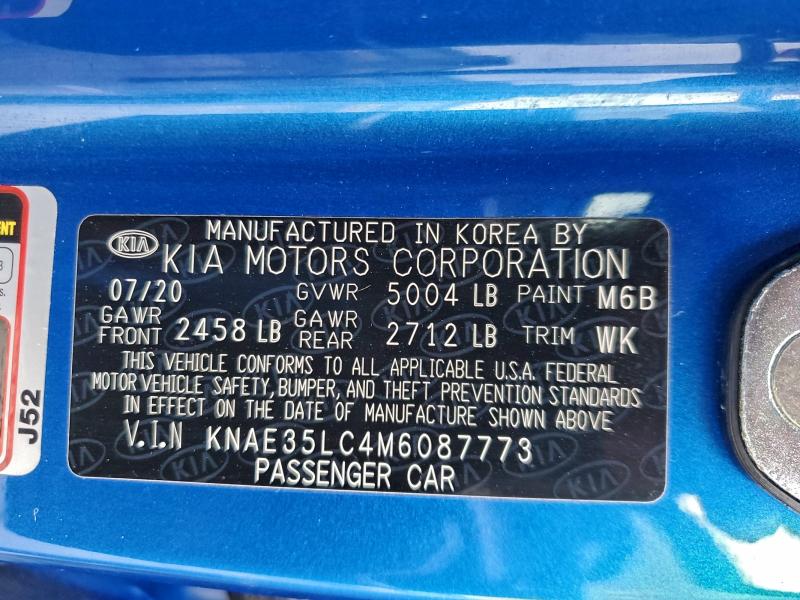 MANUFACTURED IN KOREA BY
KIA KIA MOTORS CORPORATION
07/20 GVWR 5004 LB PAINT M6B
GAWR FRONT 2458 LB GAWR REAR 2712 LB TRIM WK
THIS VEHICLE CONFORMS TO ALL APPLICABLE U.S.A. FEDERAL
MOTOR VEHICLE SAFETY, BUMPER, AND THEFT PREVENTION STANDARDS
IN EFFECT ON THE DATE OF MANUFACTURE SHOWN ABOVE
V.I.N KNAE35LC4M6087773
PASSENGER CAR
J52